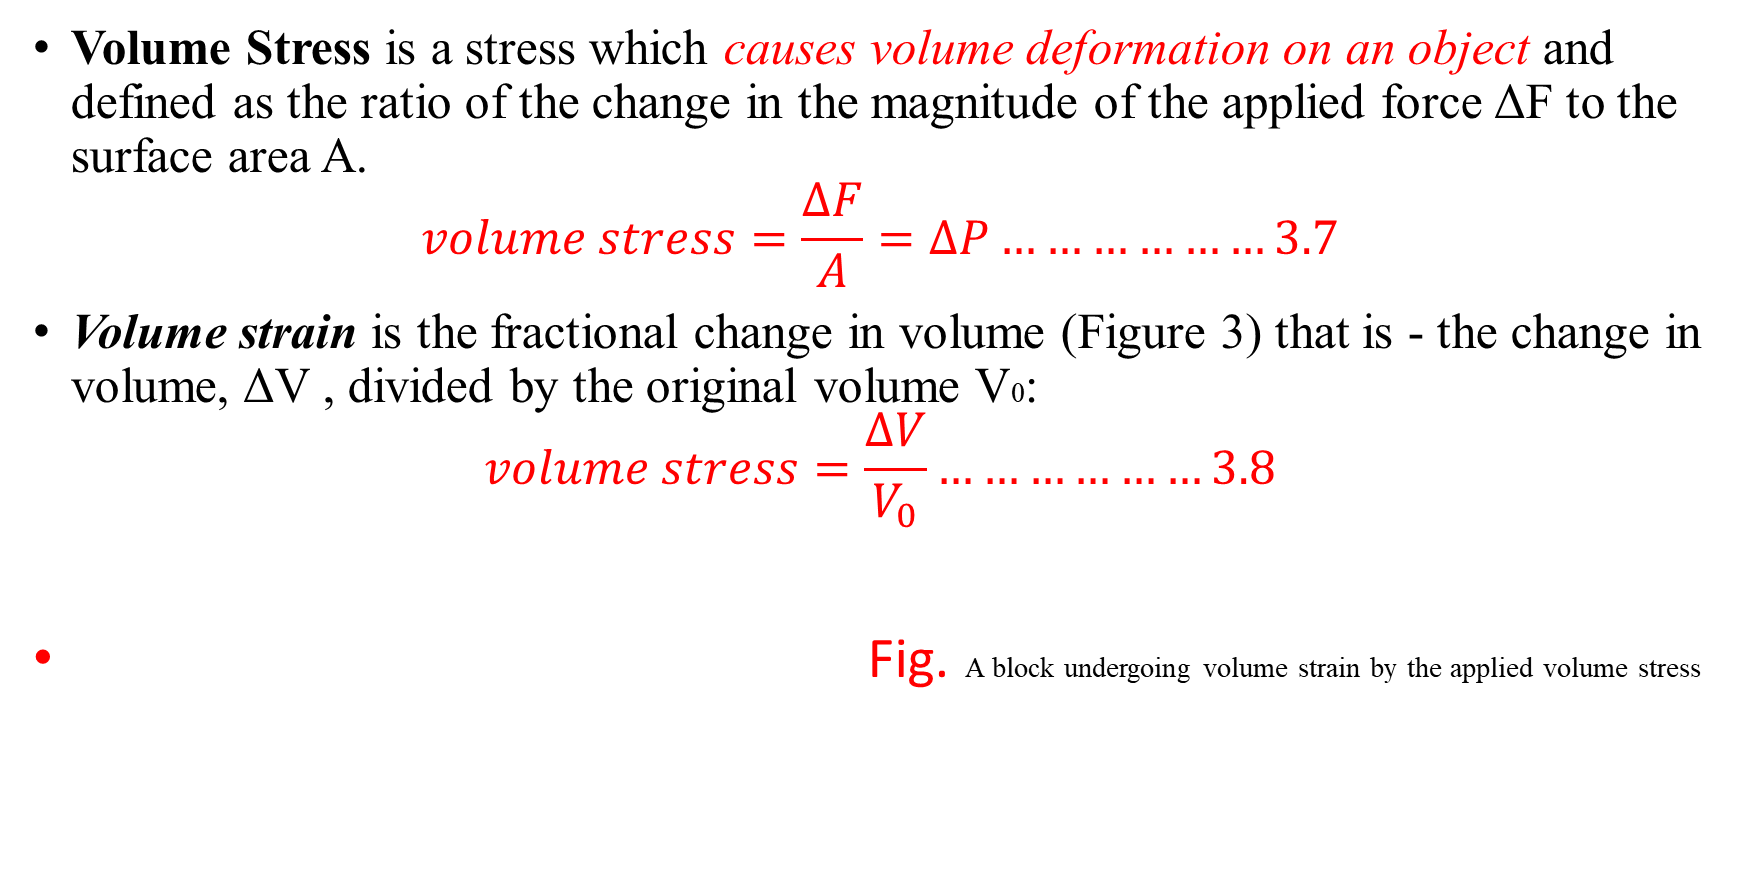 • Volume Stress is a stress which causes volume deformation on an object and
defined as the ratio of the change in the magnitude of the applied force ΔF to the
surface area A.
volume stress = ΔF/A = ΔP … … … … … … 3.7
• Volume strain is the fractional change in volume (Figure 3) that is - the change in
volume, ΔV , divided by the original volume V₀:
volume stress = ΔV/V₀ … … … … … … 3.8
• Fig. A block undergoing volume strain by the applied volume stress